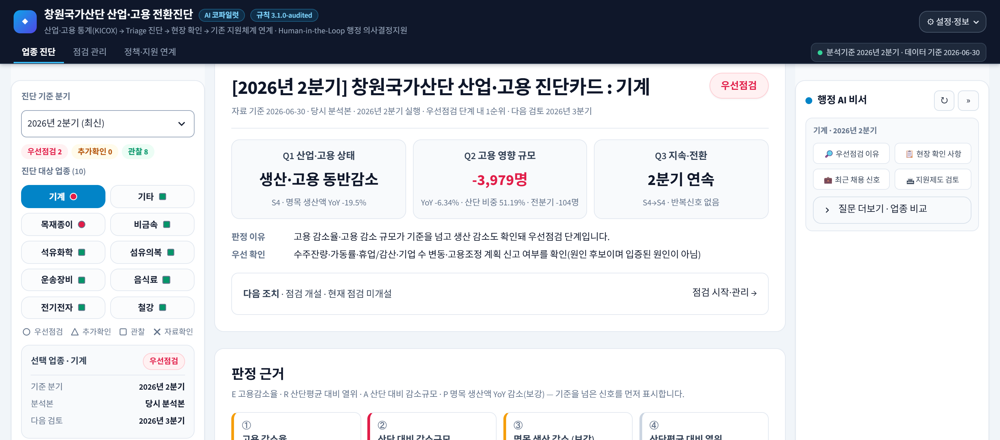 창원국가산단 산업·고용 전환진단 AI 코파일럿 규칙 3.1.0-audited
산업·고용 통계(KICOX) → Triage 진단 → 현장 확인 → 기존 지원체계 연계 · Human-in-the-Loop 행정 의사결정지원
설정·정보
업종 진단 점검 관리 정책·지원 연계
분석기준 2026년 2분기 · 데이터 기준 2026-06-30
진단 기준 분기
2026년 2분기 (최신)
우선점검 2 추가확인 0 관찰 8
진단 대상 업종 (10)
기계 기타
목재종이 비금속
석유화학 섬유의복
운송장비 음식료
전기전자 철강
우선점검 추가확인 관찰 자료확인
선택 업종 · 기계 우선점검
기준 분기 2026년 2분기
분석본 당시 분석본
다음 검토 2026년 3분기
[2026년 2분기] 창원국가산단 산업·고용 진단카드 : 기계 우선점검
자료 기준 2026-06-30 · 당시 분석본 · 2026년 2분기 실행 · 우선점검 단계 내 1순위 · 다음 검토 2026년 3분기
Q1 산업·고용 상태
생산·고용 동반감소
S4 · 명목 생산액 YoY -19.5%
Q2 고용 영향 규모
-3,979명
YoY -6.34% · 산단 비중 51.19% · 전분기 -104명
Q3 지속·전환
2분기 연속
S4→S4 · 반복신호 없음
판정 이유 고용 감소율·고용 감소 규모가 기준을 넘고 생산 감소도 확인돼 우선점검 단계입니다.
우선 확인 수주잔량·가동률·휴업/감산·기업 수 변동·고용조정 계획 신고 여부를 확인(원인 후보이며 입증된 원인이 아님)
다음 조치 · 점검 개설 · 현재 점검 미개설 점검 시작·관리 →
판정 근거
E 고용감소율 · R 산단평균 대비 열위 · A 산단 대비 감소규모 · P 명목 생산액 YoY 감소(보강) — 기준을 넘은 신호를 먼저 표시합니다.
①
고용 감소율
②
산단 대비 감소규모
③
명목 생산 감소 (보강)
④
산단평균 대비 열위
행정 AI 비서 ↻ »
기계 · 2026년 2분기
우선점검 이유 현장 확인 사항
최근 채용 신호 지원제도 검토
질문 더보기 · 업종 비교